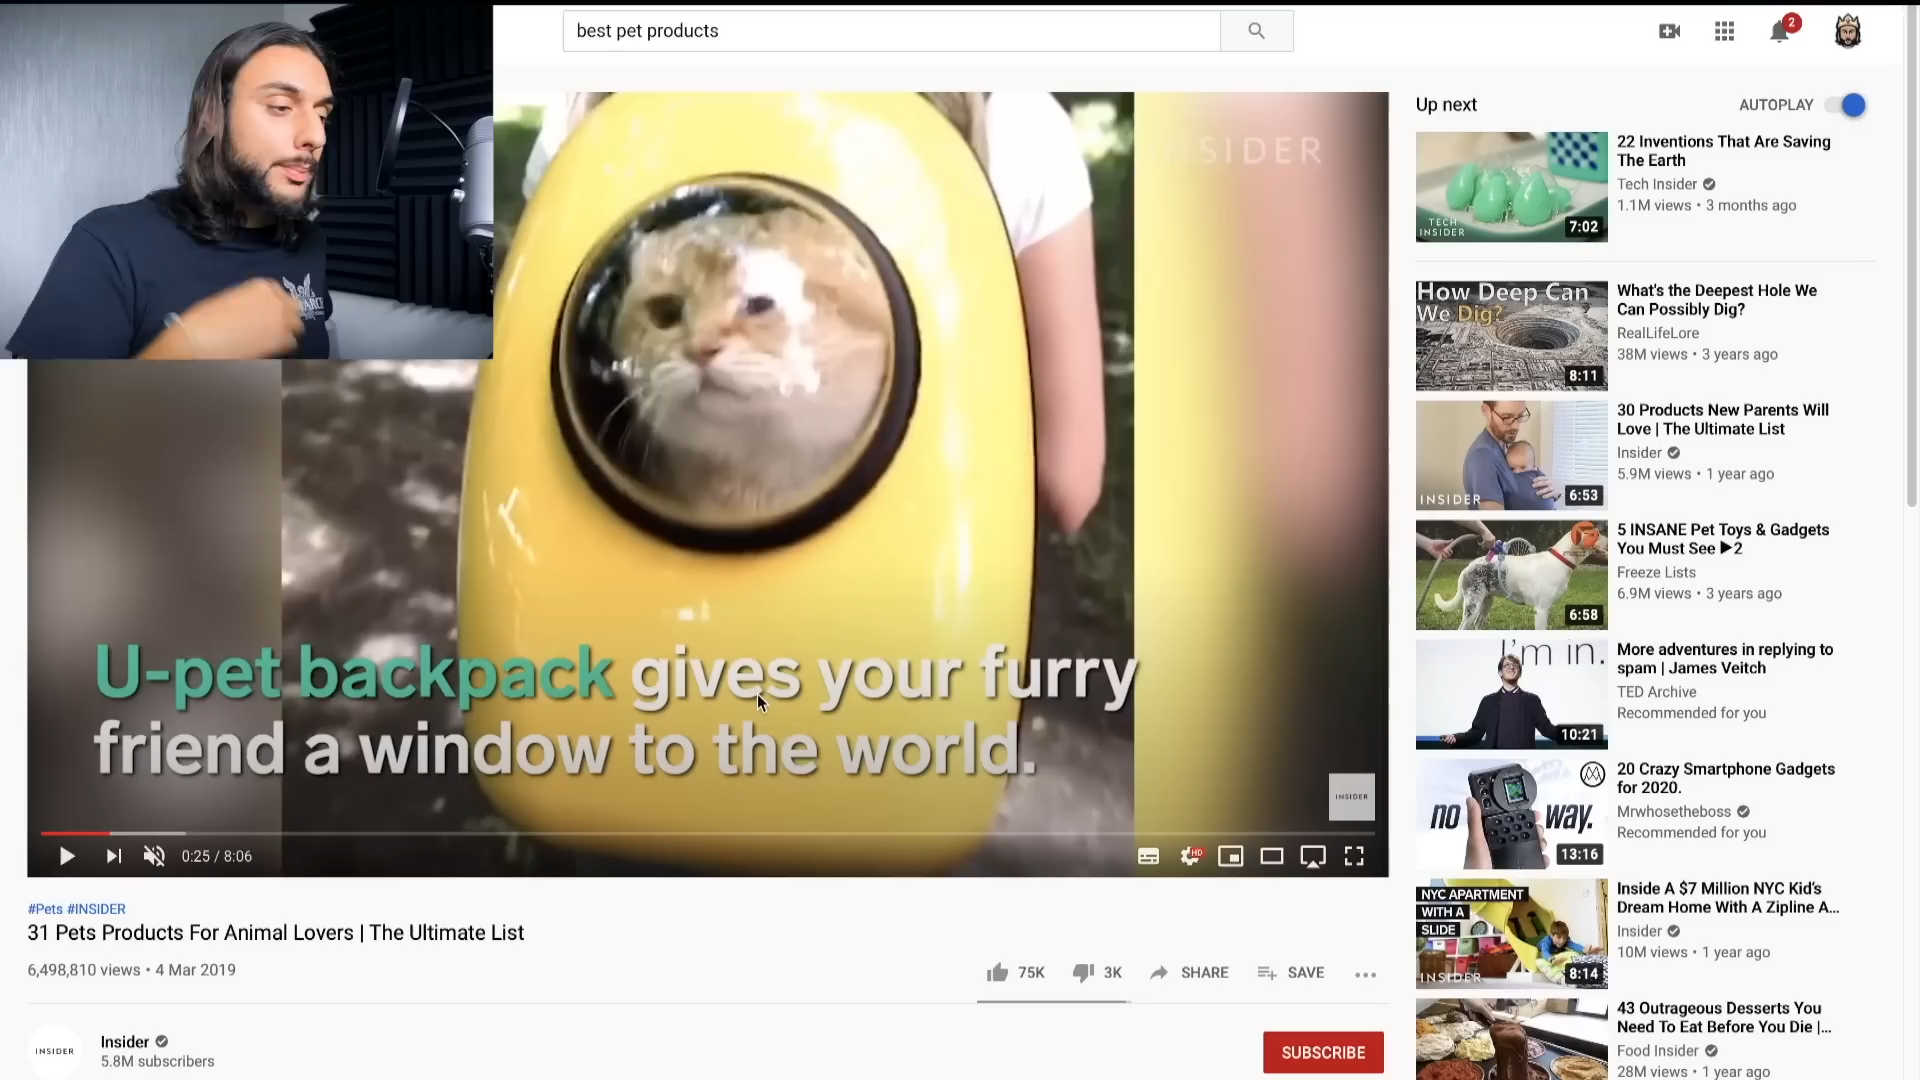 best pet products
2
SIDER
U-pet backpack gives your furry
friend a window to the world.
INSIDER
0:25 / 8:06
HD
#Pets #INSIDER
31 Pets Products For Animal Lovers | The Ultimate List
6,498,810 views • 4 Mar 2019
75K
3K
SHARE
SAVE
INSIDER
Insider
5.8M subscribers
SUBSCRIBE
Up next
AUTOPLAY
TECH
INSIDER
7:02
22 Inventions That Are Saving
The Earth
Tech Insider
1.1M views • 3 months ago
How Deep Can
We Dig?
8:11
What's the Deepest Hole We
Can Possibly Dig?
RealLifeLore
38M views • 3 years ago
INSIDER
6:53
30 Products New Parents Will
Love | The Ultimate List
Insider
5.9M views • 1 year ago
6:58
5 INSANE Pet Toys & Gadgets
You Must See ▶2
Freeze Lists
6.9M views • 3 years ago
I'm in.
10:21
More adventures in replying to
spam | James Veitch
TED Archive
Recommended for you
no way.
13:16
20 Crazy Smartphone Gadgets
for 2020.
Mrwhosetheboss
Recommended for you
NYC APARTMENT
WITH A
SLIDE
INSIDER
8:14
Inside A $7 Million NYC Kid's
Dream Home With A Zipline A...
Insider
10M views • 1 year ago
43 Outrageous Desserts You
Need To Eat Before You Die |...
Food Insider
28M views • 1 year ago